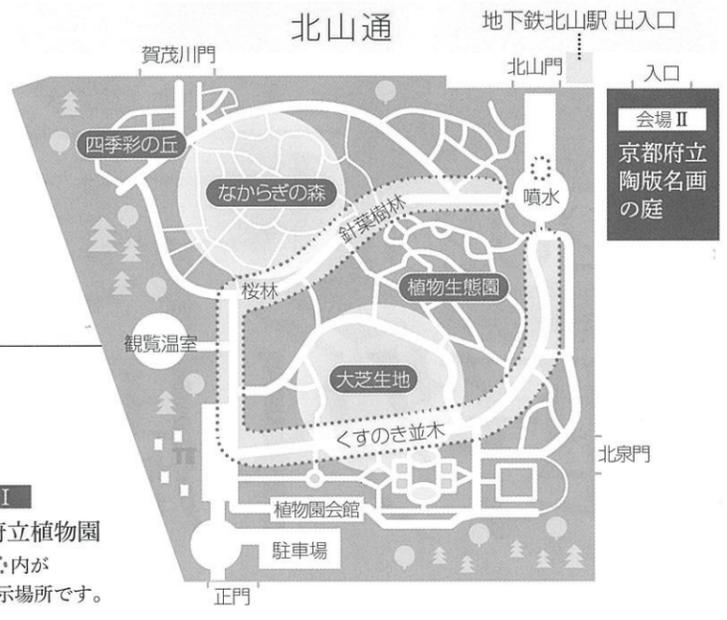 北山通
地下鉄北山駅 出入口
賀茂川門
北山門
入口
会場 II
京都府立
陶版名画
の庭
四季彩の丘
なからぎの森
噴水
針葉樹林
桜林
植物生態園
観覧温室
大芝生地
くすのき並木
北泉門
I
府立植物園
植物園会館
内が
駐車場
示場所です。
正門